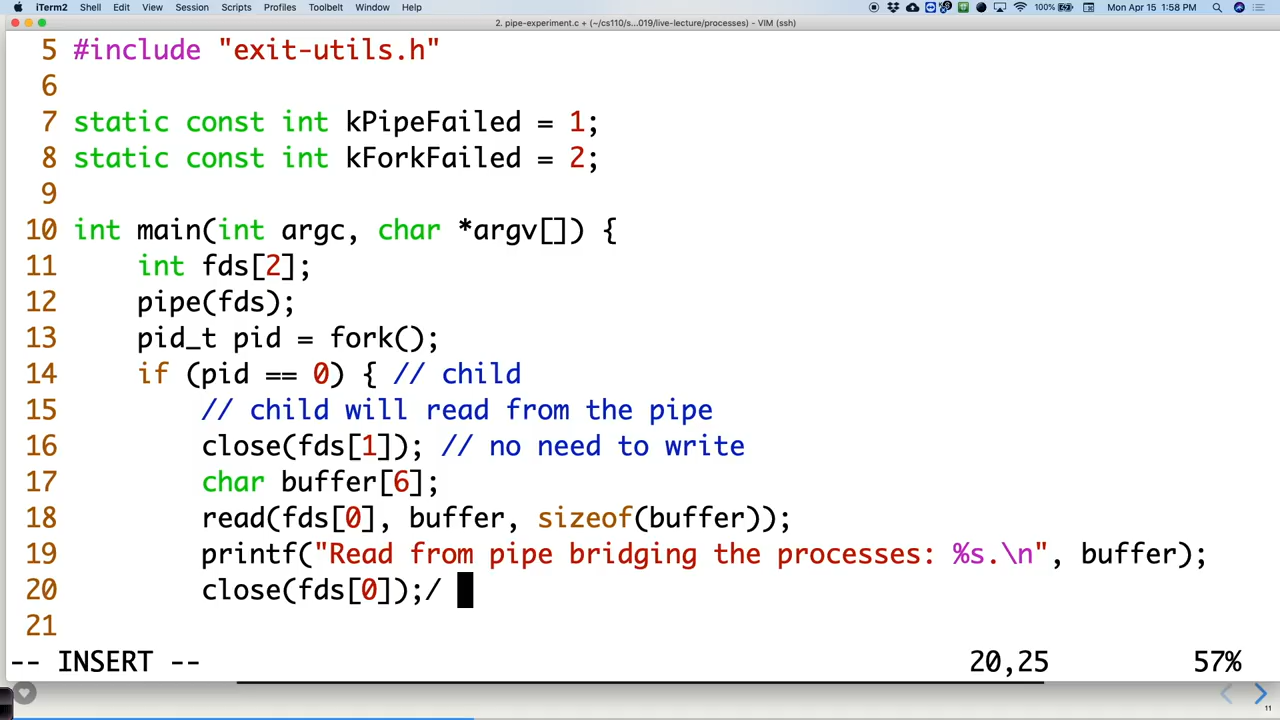 iTerm2 Shell Edit View Session Scripts Profiles Toolbelt Window Help 100% Mon Apr 15 1:58 PM
2. pipe-experiment.c + (~/cs110/s...019/live-lecture/processes) - VIM (ssh)
5 #include "exit-utils.h"
6
7 static const int kPipeFailed = 1;
8 static const int kForkFailed = 2;
9
10 int main(int argc, char *argv[]) {
11     int fds[2];
12     pipe(fds);
13     pid_t pid = fork();
14     if (pid == 0) { // child
15         // child will read from the pipe
16         close(fds[1]); // no need to write
17         char buffer[6];
18         read(fds[0], buffer, sizeof(buffer));
19         printf("Read from pipe bridging the processes: %s.\n", buffer);
20         close(fds[0]);/
21
-- INSERT -- 20,25 57%
11